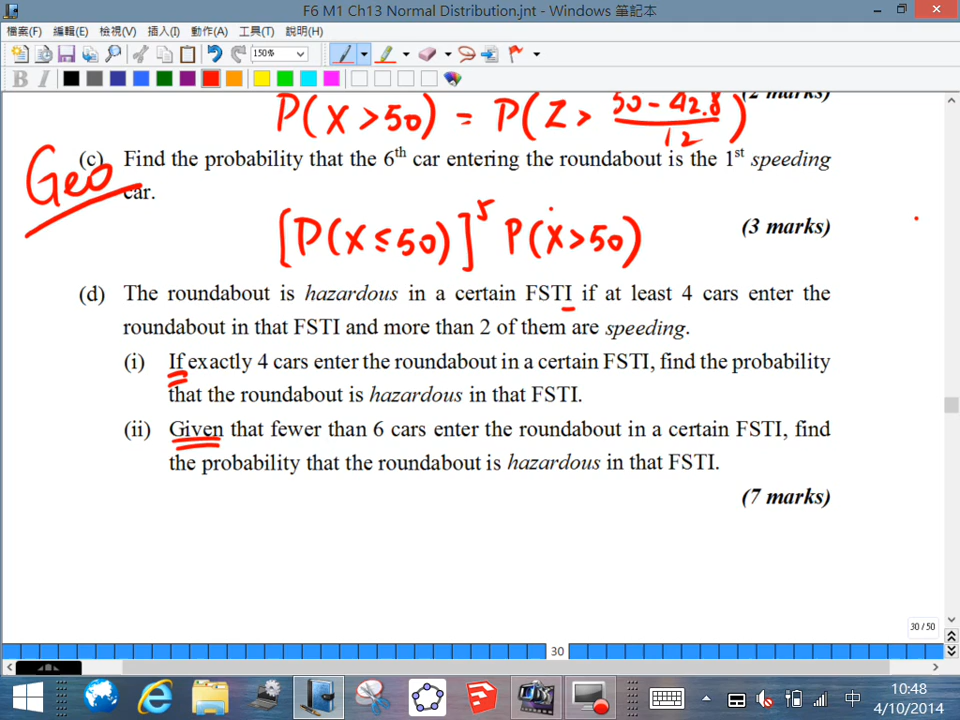 F6 M1 Ch13 Normal Distribution.jnt - Windows 筆記本
檔案(F) 編輯(E) 檢視(V) 插入(I) 動作(A) 工具(T) 說明(H)
150%
B I
(2 marks)
P(X>50) = P(Z > \frac{50-42.8}{12})
Geo
(c) Find the probability that the 6th car entering the roundabout is the 1st speeding
car.
[P(X≤50)]^5 P(X>50)
(3 marks)
(d) The roundabout is hazardous in a certain FSTI if at least 4 cars enter the
roundabout in that FSTI and more than 2 of them are speeding.
(i) If exactly 4 cars enter the roundabout in a certain FSTI, find the probability
that the roundabout is hazardous in that FSTI.
(ii) Given that fewer than 6 cars enter the roundabout in a certain FSTI, find
the probability that the roundabout is hazardous in that FSTI.
(7 marks)
30 / 50
30
中
10:48
4/10/2014